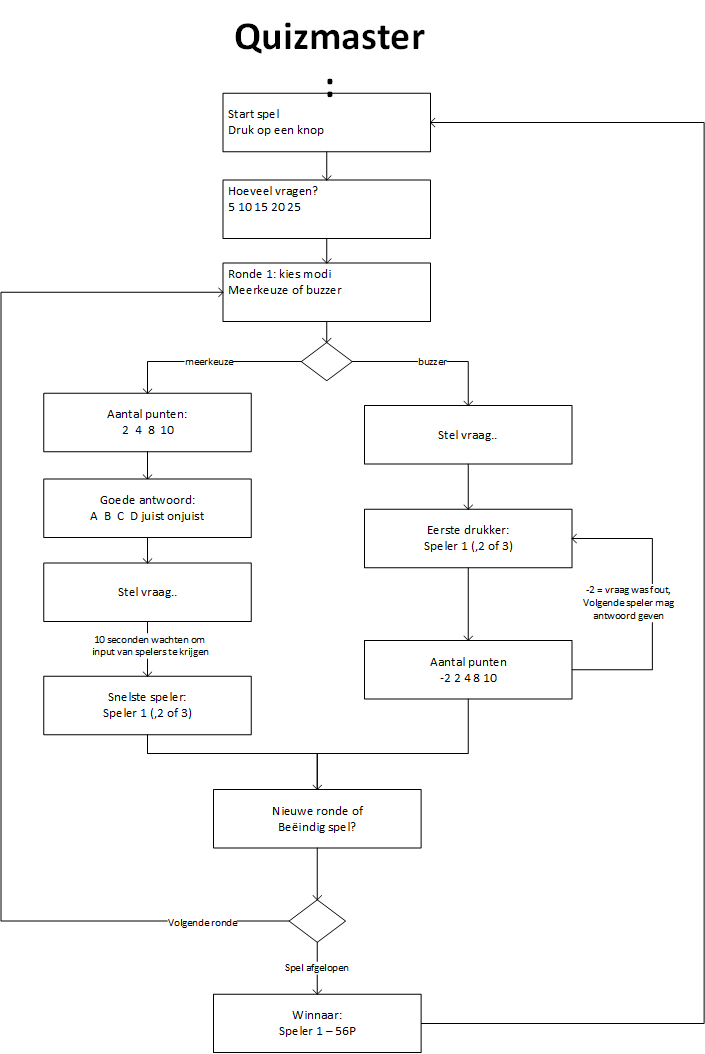 Quizmaster
:
Start spel
Druk op een knop
Hoeveel vragen?
5 10 15 20 25
Ronde 1: kies modi
Meerkeuze of buzzer
meerkeuze
buzzer
Aantal punten:
2 4 8 10
Goede antwoord:
A B C D juist onjuist
Stel vraag..
10 seconden wachten om
input van spelers te krijgen
Snelste speler:
Speler 1 (,2 of 3)
Stel vraag..
Eerste drukker:
Speler 1 (,2 of 3)
-2 = vraag was fout,
Volgende speler mag
antwoord geven
Aantal punten
-2 2 4 8 10
Nieuwe ronde of
Beëindig spel?
Volgende ronde
Spel afgelopen
Winnaar:
Speler 1 – 56P